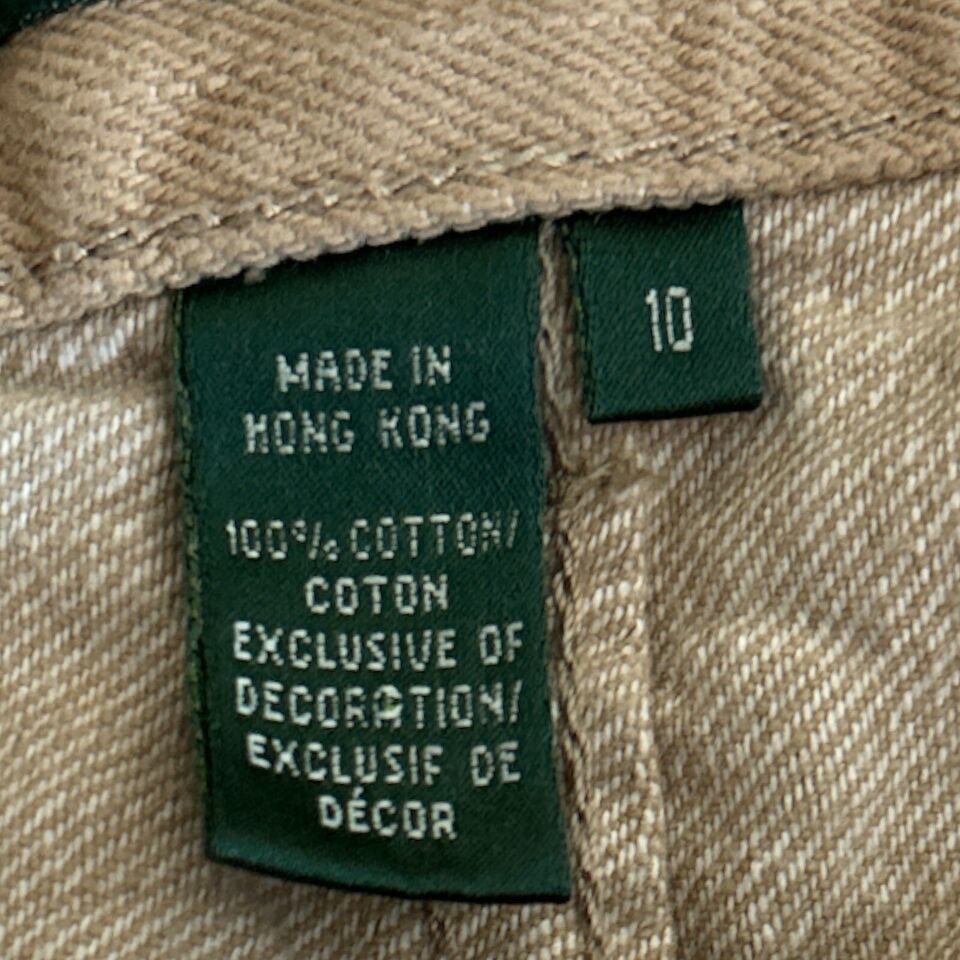 MADE IN
HONG KONG
100% COTTON/
COTON
EXCLUSIVE OF
DECORATION/
EXCLUSIF DE
DÉCOR
10